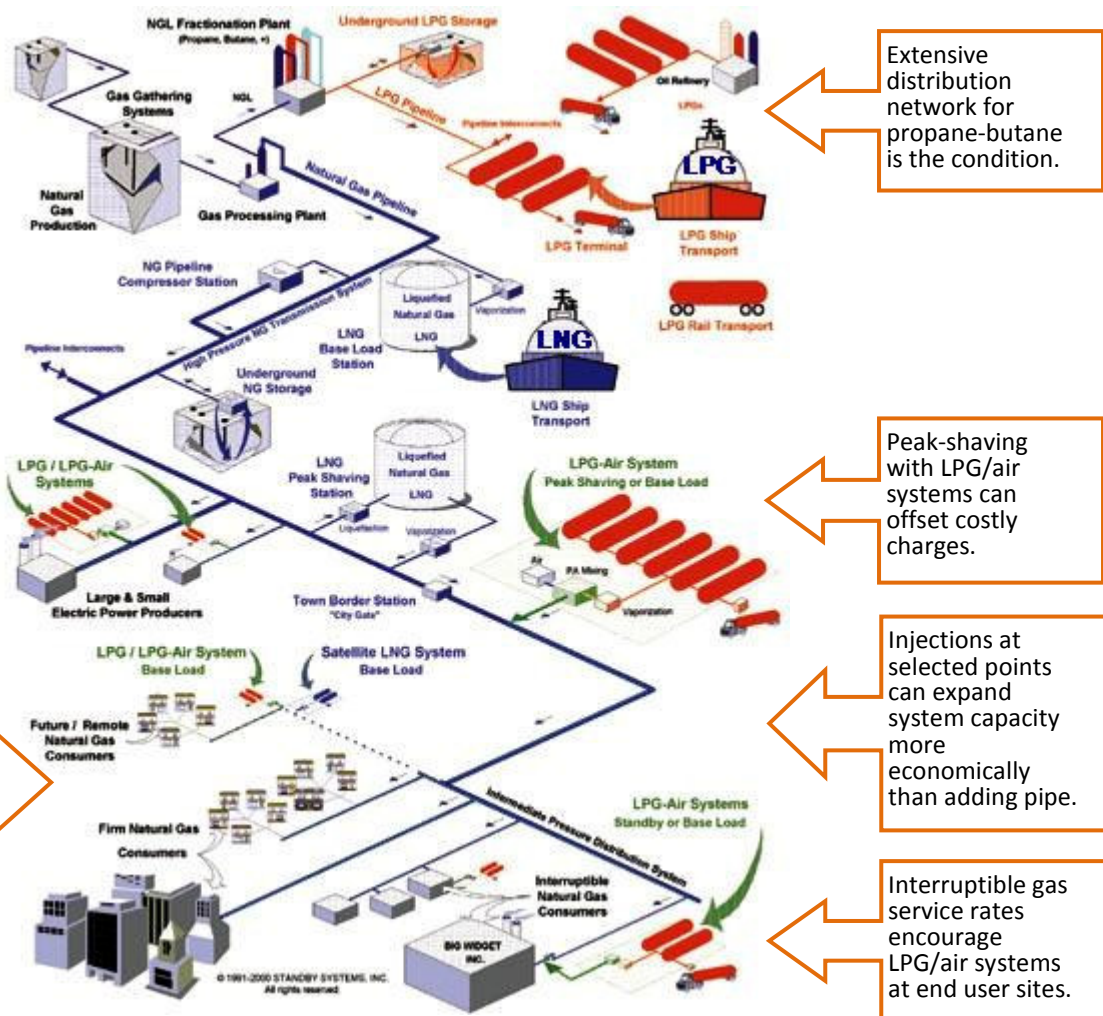 NGL Fractionation Plant
(Propane, Butane, +)
Underground LPG Storage
Oil Refinery
LPGs
NGL
Gas Gathering
Systems
LPG Pipeline
Pipeline Interconnects
LPG
Natural
Gas
Production
Gas Processing Plant
Natural Gas Pipeline
LPG Terminal
LPG Ship
Transport
NG Pipeline
Compressor Station
High Pressure NG Transmission System
Liquefied
Natural Gas
LNG
Vaporization
LNG
Base Load
Station
LNG
LPG Rail Transport
Pipeline Interconnects
Underground
NG Storage
LNG Ship
Transport
LPG / LPG-Air
Systems
LNG
Peak Shaving
Station
Liquefied
Natural Gas
LNG
Liquefaction
Vaporization
LPG-Air System
Peak Shaving or Base Load
Air
P/A Mixing
Vaporization
Large & Small
Electric Power Producers
Town Border Station
"City Gate"
LPG / LPG-Air System
Base Load
Satellite LNG System
Base Load
Future / Remote
Natural Gas
Consumers
Firm Natural Gas
Consumers
Intermediate Pressure Distribution System
LPG-Air Systems
Standby or Base Load
Interruptible
Natural Gas
Consumers
BIG WIDGET
INC.
© 1991-2000 STANDBY SYSTEMS, INC.
All rights reserved
Extensive
distribution
network for
propane-butane
is the condition.
Peak-shaving
with LPG/air
systems can
offset costly
charges.
Injections at
selected points
can expand
system capacity
more
economically
than adding pipe.
Interruptible gas
service rates
encourage
LPG/air systems
at end user sites.